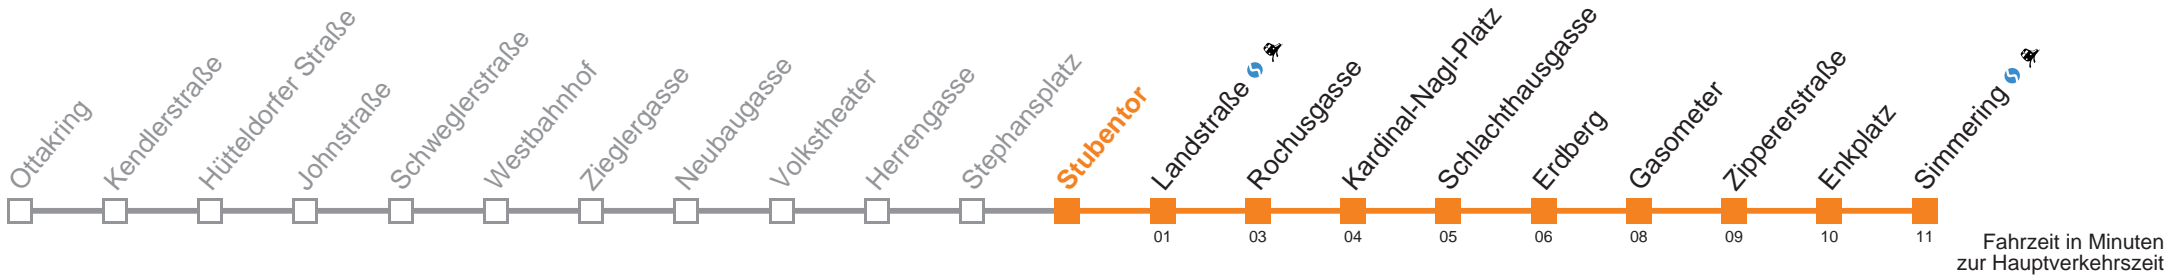 Ottakring
Kendlerstraße
Hütteldorfer Straße
Johnstraße
Schweglerstraße
Westbahnhof
Zieglergasse
Neubaugasse
Volkstheater
Herrengasse
Stephansplatz
Stubentor
Landstraße
Rochusgasse
Kardinal-Nagl-Platz
Schlachthausgasse
Erdberg
Gasometer
Zippererstraße
Enkplatz
Simmering
01
03
04
05
06
08
09
10
11
Fahrzeit in Minuten
zur Hauptverkehrszeit